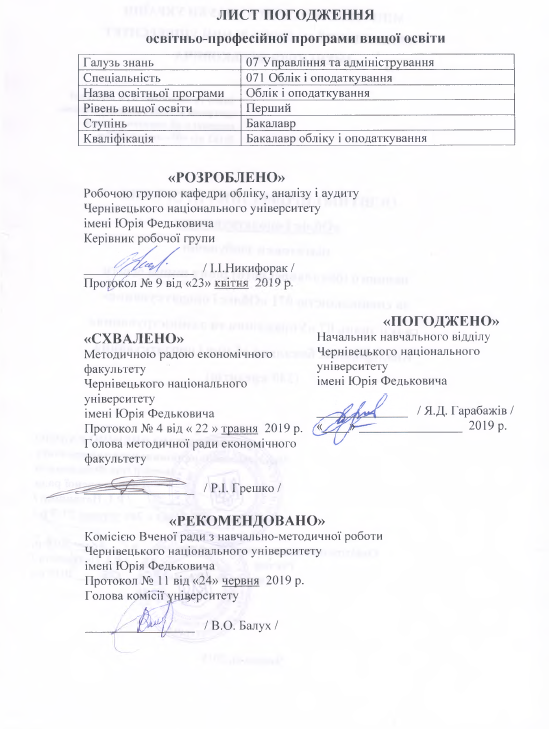 ЛИСТ ПОГОДЖЕННЯ
освітньо-професійної програми вищої освіти
Галузь знань 07 Управління та адміністрування
Спеціальність 071 Облік і оподаткування
Назва освітньої програми Облік і оподаткування
Рівень вищої освіти Перший
Ступінь Бакалавр
Кваліфікація Бакалавр обліку і оподаткування
«РОЗРОБЛЕНО»
Робочою групою кафедри обліку, аналізу і аудиту
Чернівецького національного університету
імені Юрія Федьковича
Керівник робочої групи
/ І.І.Никифорак /
Протокол № 9 від «23» квітня 2019 р.
«СХВАЛЕНО»
Методичною радою економічного
факультету
Чернівецького національного
університету
імені Юрія Федьковича
Протокол № 4 від « 22 » травня 2019 р.
Голова методичної ради економічного
факультету
/ Р.І. Грешко /
«ПОГОДЖЕНО»
Начальник навчального відділу
Чернівецького національного
університету
імені Юрія Федьковича
/ Я.Д. Гарабажів /
« 2019 р.
«РЕКОМЕНДОВАНО»
Комісією Вченої ради з навчально-методичної роботи
Чернівецького національного університету
імені Юрія Федьковича
Протокол № 11 від «24» червня 2019 р.
Голова комісії університету
/ В.О. Балух /